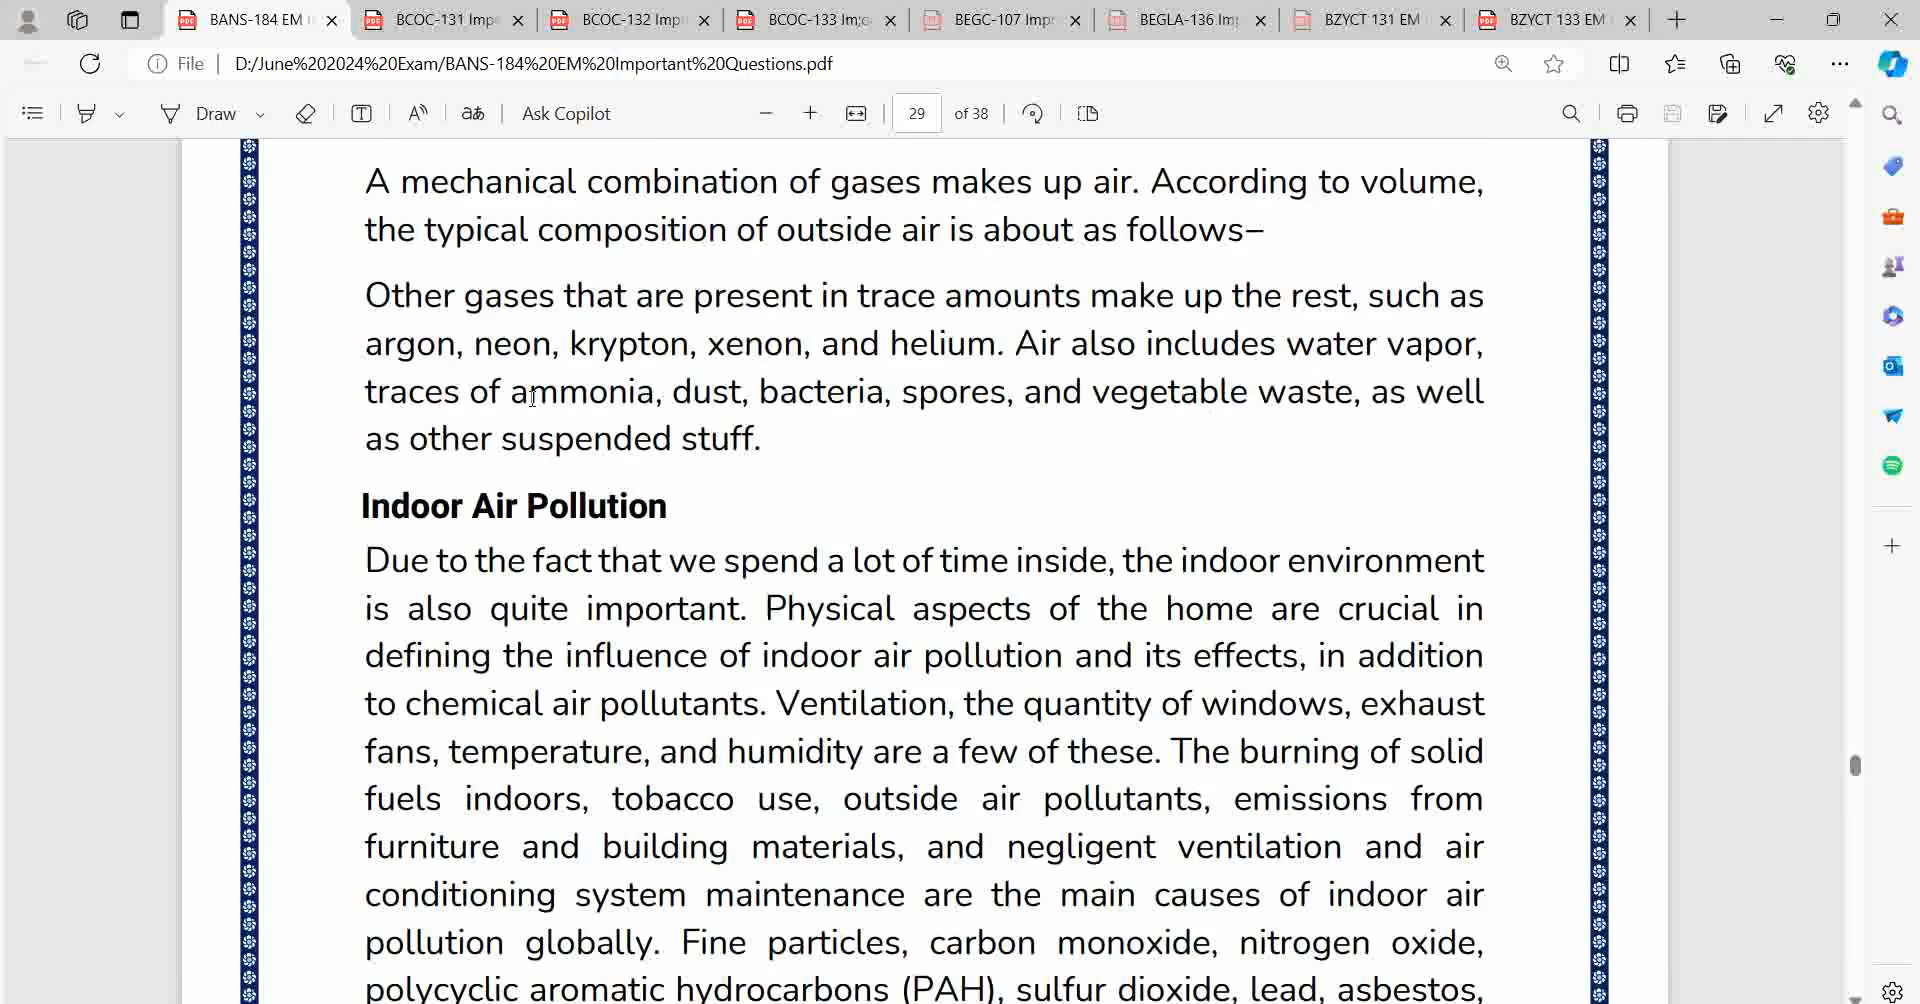 BANS-184 EM
BCOC-131 Impo
BCOC-132 Imp
BCOC-133 Im;c
BEGC-107 Impr
BEGLA-136 Im
BZYCT 131 EM
BZYCT 133 EM
File
D:/June%202024%20Exam/BANS-184%20EM%20Important%20Questions.pdf
Draw
Ask Copilot
29 of 38
A mechanical combination of gases makes up air. According to volume,
the typical composition of outside air is about as follows–
Other gases that are present in trace amounts make up the rest, such as
argon, neon, krypton, xenon, and helium. Air also includes water vapor,
traces of ammonia, dust, bacteria, spores, and vegetable waste, as well
as other suspended stuff.
Indoor Air Pollution
Due to the fact that we spend a lot of time inside, the indoor environment
is also quite important. Physical aspects of the home are crucial in
defining the influence of indoor air pollution and its effects, in addition
to chemical air pollutants. Ventilation, the quantity of windows, exhaust
fans, temperature, and humidity are a few of these. The burning of solid
fuels indoors, tobacco use, outside air pollutants, emissions from
furniture and building materials, and negligent ventilation and air
conditioning system maintenance are the main causes of indoor air
pollution globally. Fine particles, carbon monoxide, nitrogen oxide,
polycyclic aromatic hydrocarbons (PAH), sulfur dioxide, lead, asbestos,